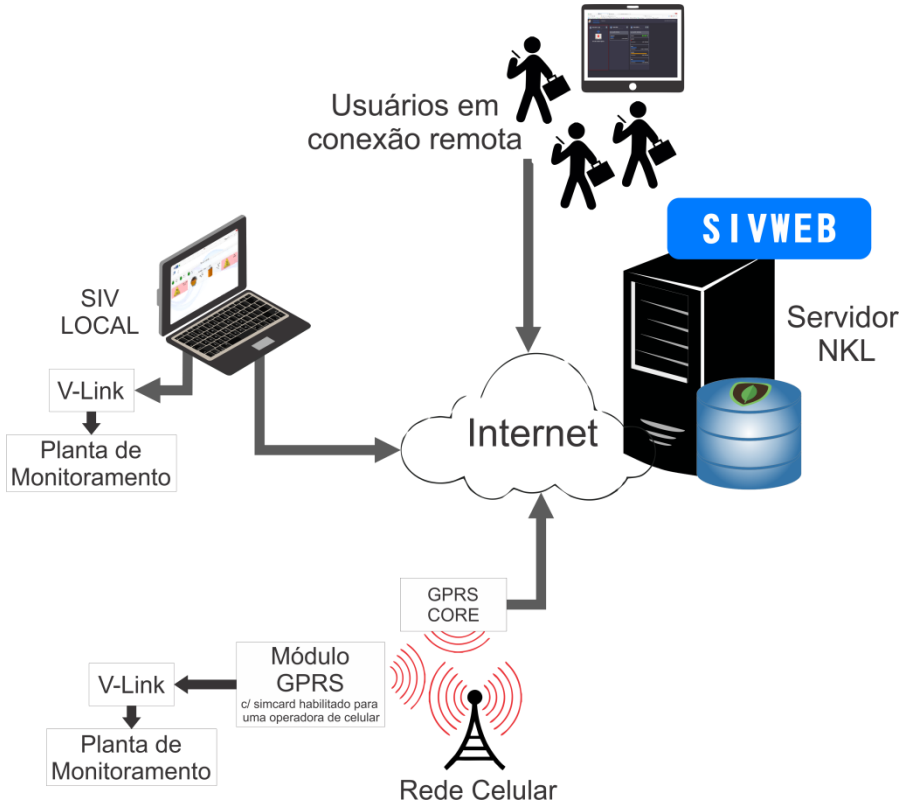 Usuários em
conexão remota
SIVWEB
SIV
LOCAL
Servidor
NKL
V-Link
Planta de
Monitoramento
Internet
GPRS
CORE
Módulo
GPRS
c/ simcard habilitado para
uma operadora de celular
V-Link
Planta de
Monitoramento
Rede Celular